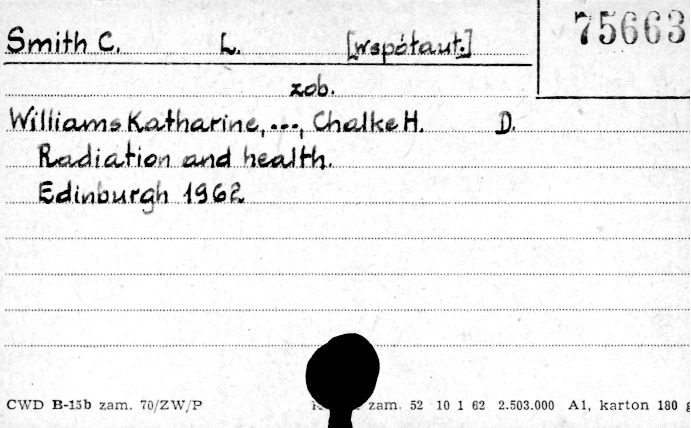 Smith C. L. [współaut.]
75663
zob.
Williams Katharine, ..., Chalke H. D.
Radiation and health.
Edinburgh 1962
CWD B-15b zam. 70/ZW/P
zam. 52 10 1 62 2.503.000 A1, karton 180 g